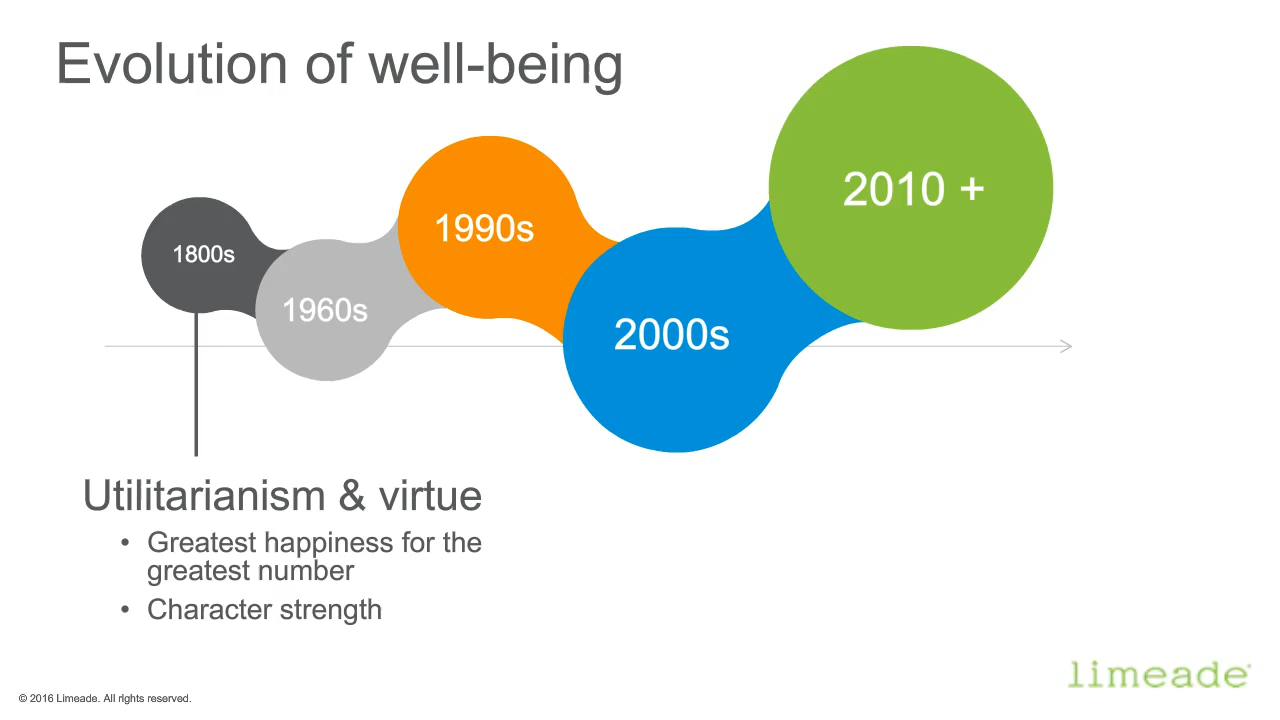 Evolution of well-being
1800s
1960s
1990s
2000s
2010 +
Utilitarianism & virtue
• Greatest happiness for the
greatest number
• Character strength
© 2016 Limeade. All rights reserved.
limeade